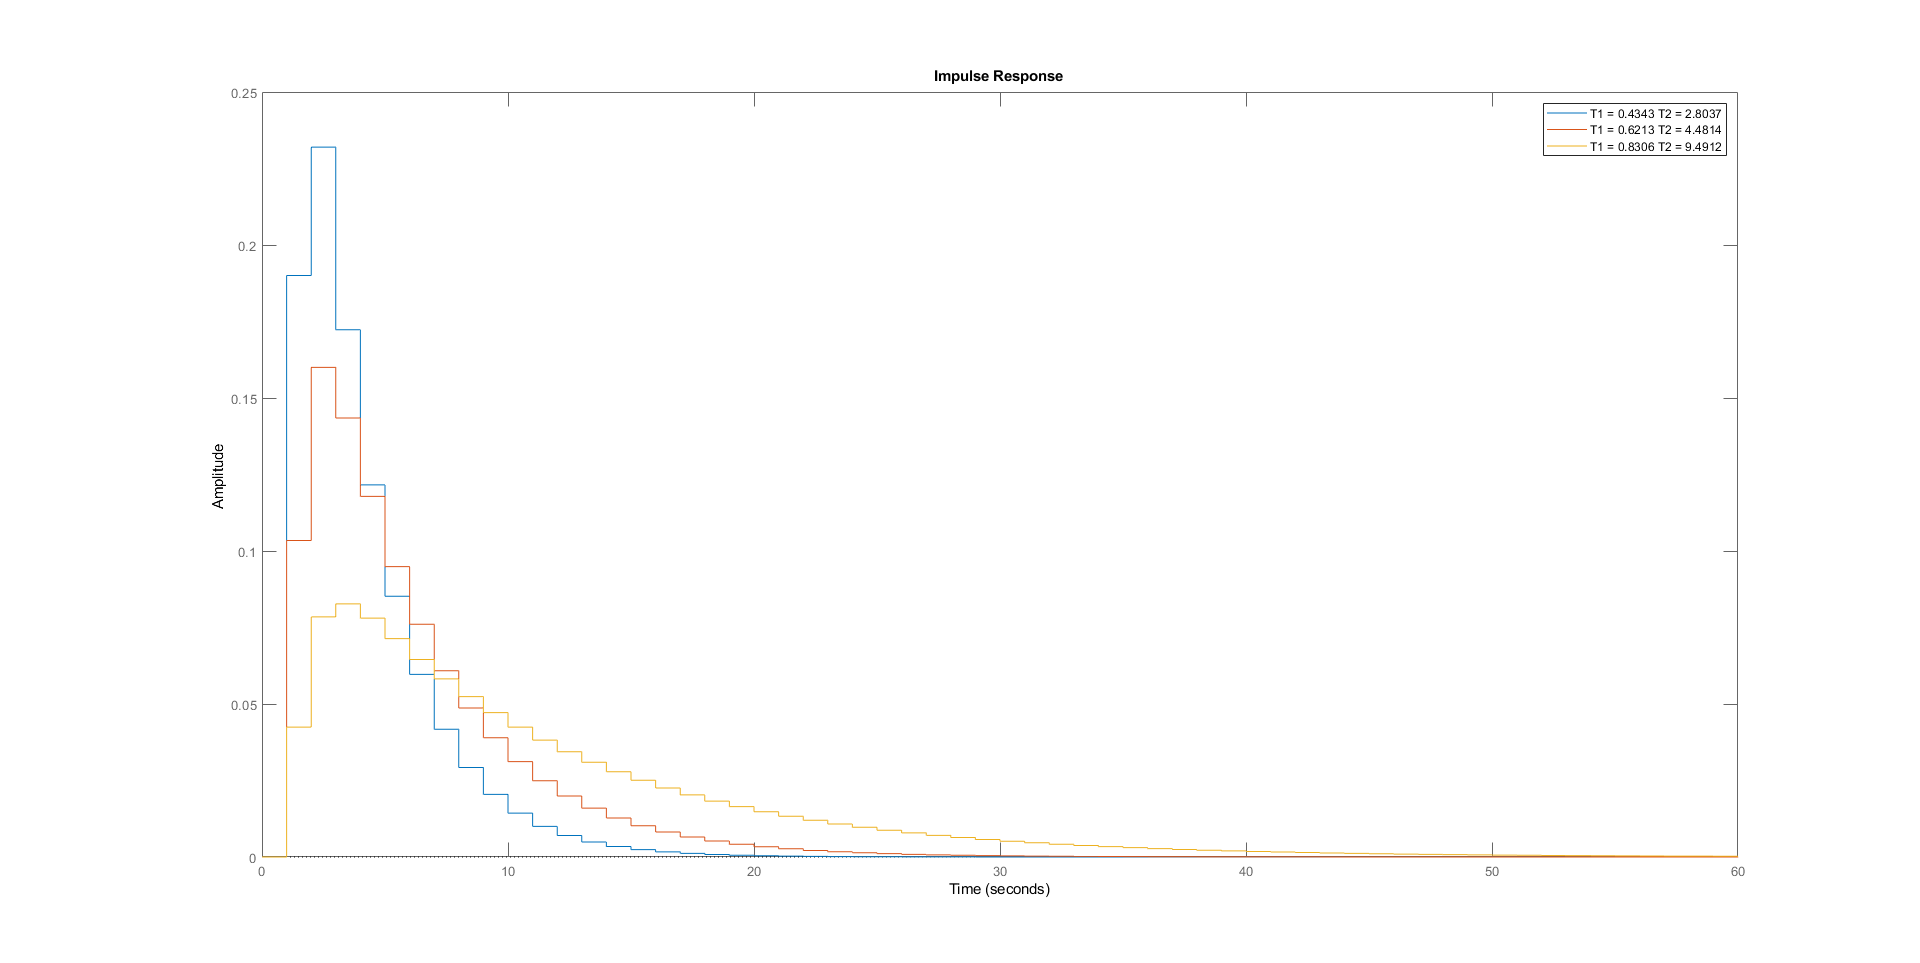 Impulse Response
T1 = 0.4343 T2 = 2.8037
T1 = 0.6213 T2 = 4.4814
T1 = 0.8306 T2 = 9.4912
0.25
0.2
0.15
0.1
0.05
0
Amplitude
0 10 20 30 40 50 60
Time (seconds)